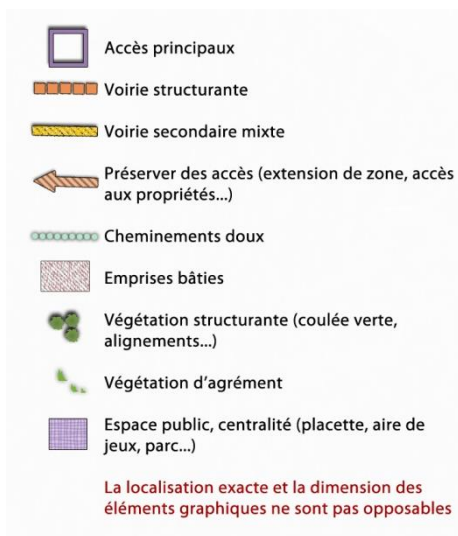 Accès principaux
Voirie structurante
Voirie secondaire mixte
Préserver des accès (extension de zone, accès
aux propriétés...)
Cheminements doux
Emprises bâties
Végétation structurante (coulée verte,
alignements...)
Végétation d'agrément
Espace public, centralité (placette, aire de
jeux, parc...)
La localisation exacte et la dimension des
éléments graphiques ne sont pas opposables